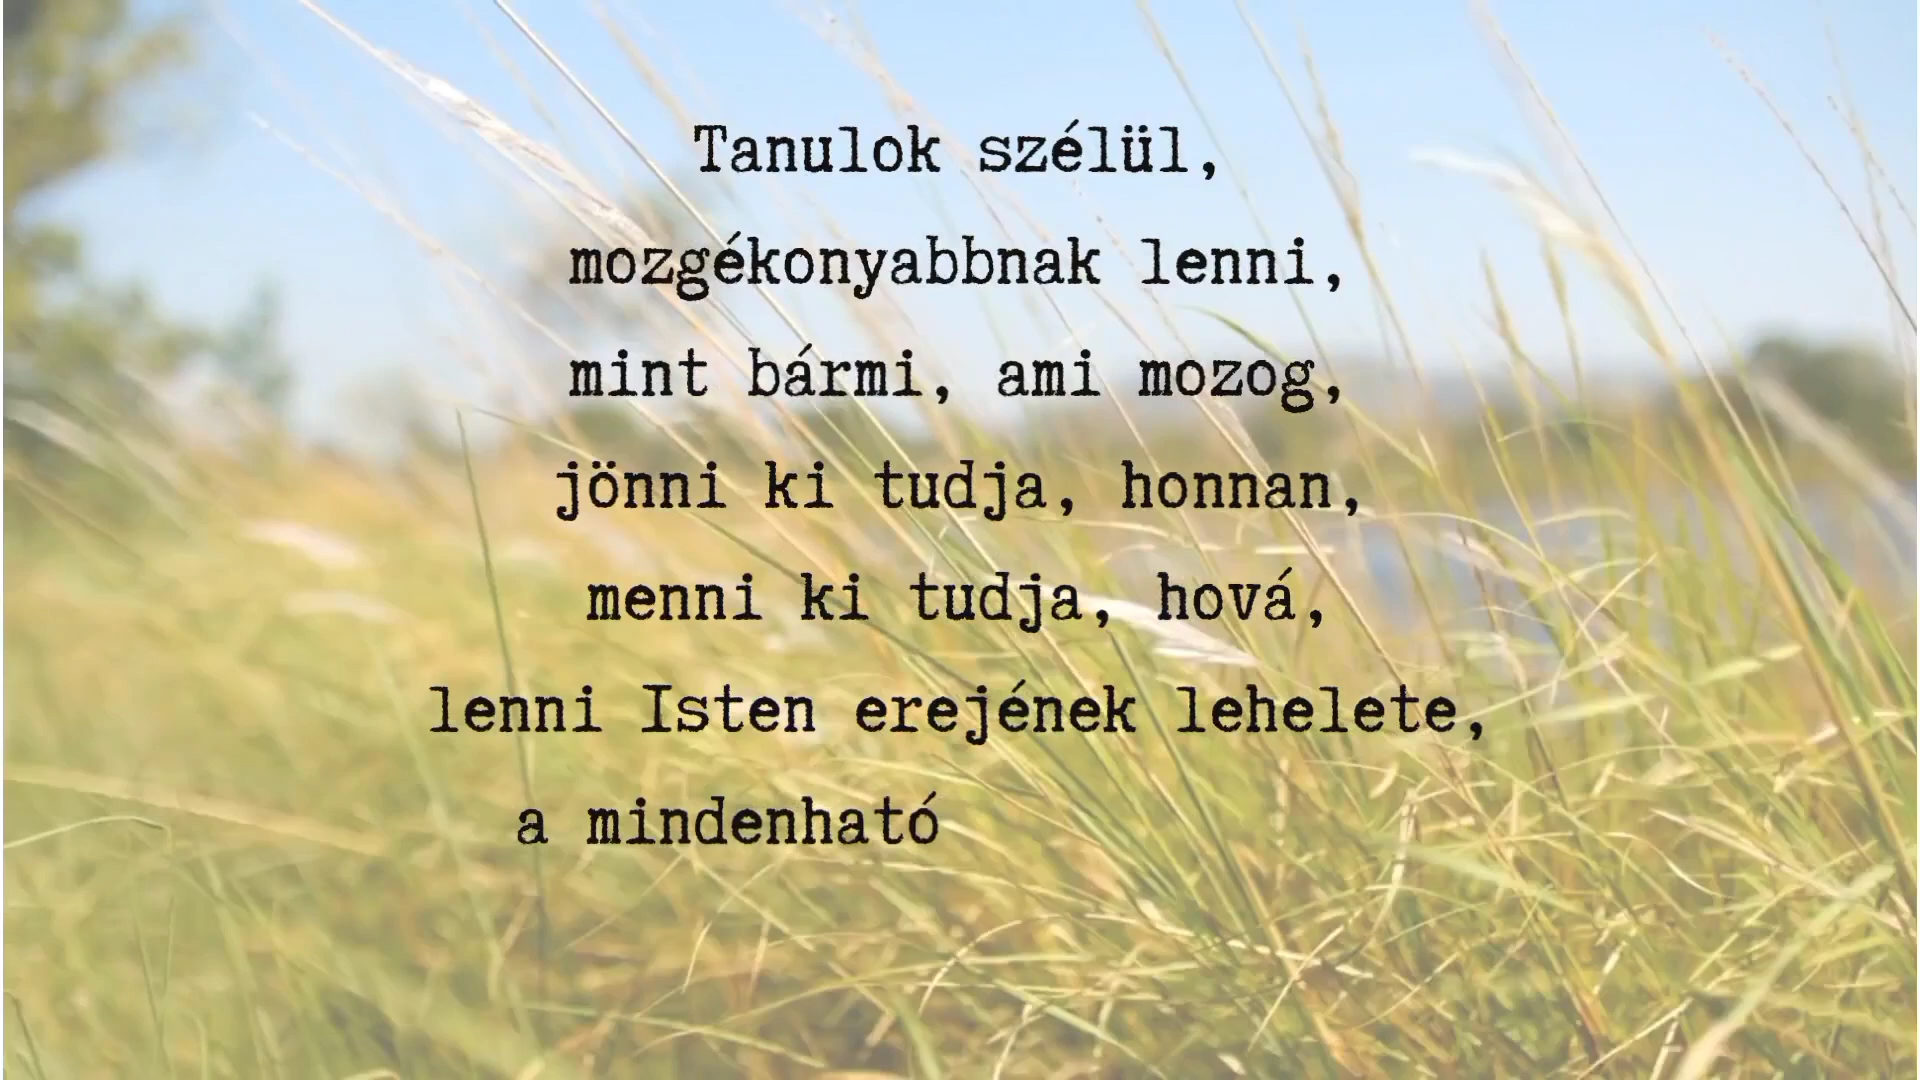 Tanulok szélül,
mozgékonyabbnak lenni,
mint bármi, ami mozog,
jönni ki tudja, honnan,
menni ki tudja, hová,
lenni Isten erejének lehelete,
a mindenható